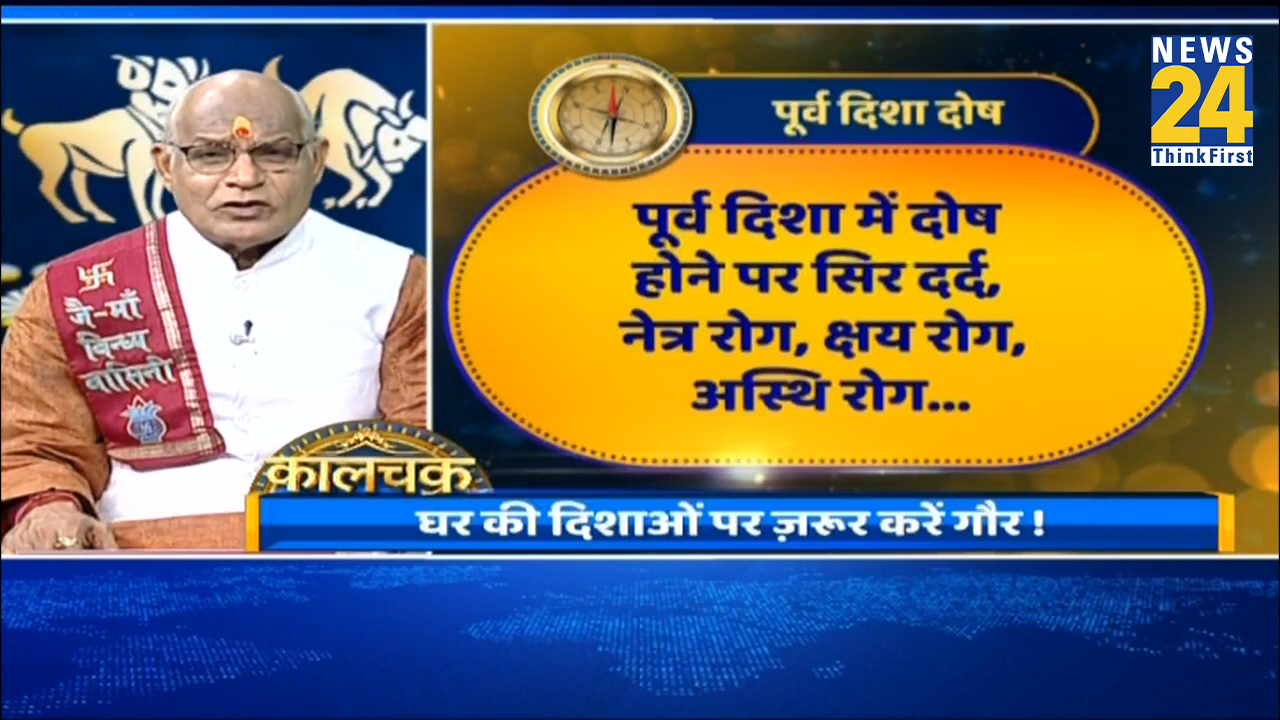 NEWS
24
ThinkFirst
पूर्व दिशा दोष
पूर्व दिशा में दोष
होने पर सिर दर्द,
नेत्र रोग, क्षय रोग,
अस्थि रोग...
जै-माँ
विन्ध्य
वासिनी
कालचक्र
घर की दिशाओं पर ज़रूर करें गौर !